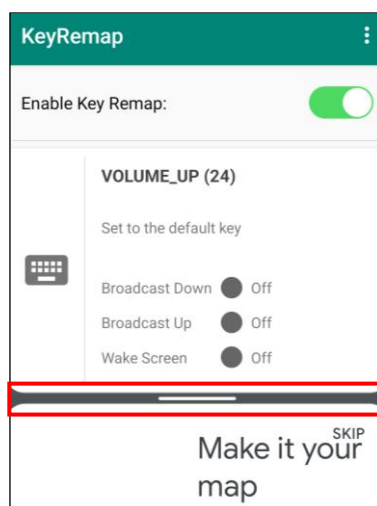 KeyRemap
Enable Key Remap:
VOLUME_UP (24)
Set to the default key
Broadcast Down Off
Broadcast Up Off
Wake Screen Off
SKIP
Make it your
map